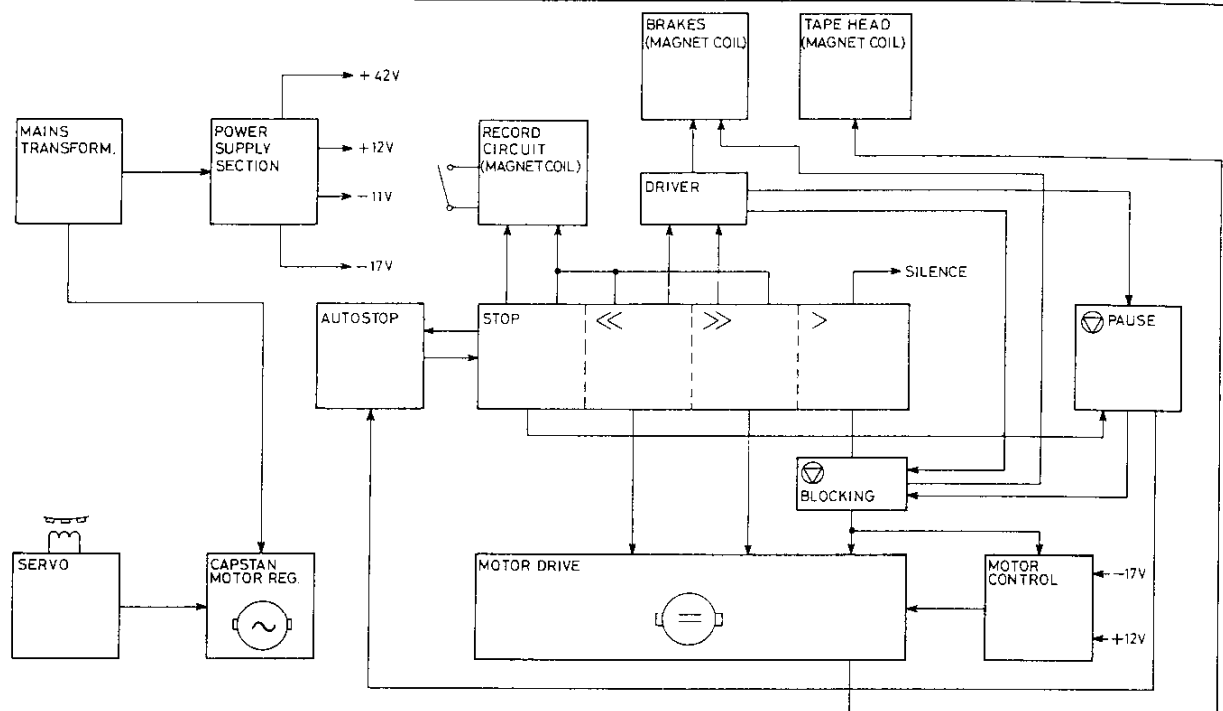 BRAKES
(MAGNET COIL)
TAPE HEAD
(MAGNET COIL)
+ 42V
MAINS
TRANSFORM.
POWER
SUPPLY
SECTION
+12V
-11V
-17V
RECORD
CIRCUIT
(MAGNET COIL)
DRIVER
SILENCE
AUTOSTOP
STOP
<<
>>
>
PAUSE
BLOCKING
SERVO
CAPSTAN
MOTOR REG.
~
MOTOR DRIVE
=
MOTOR
CONTROL
-17V
+12V